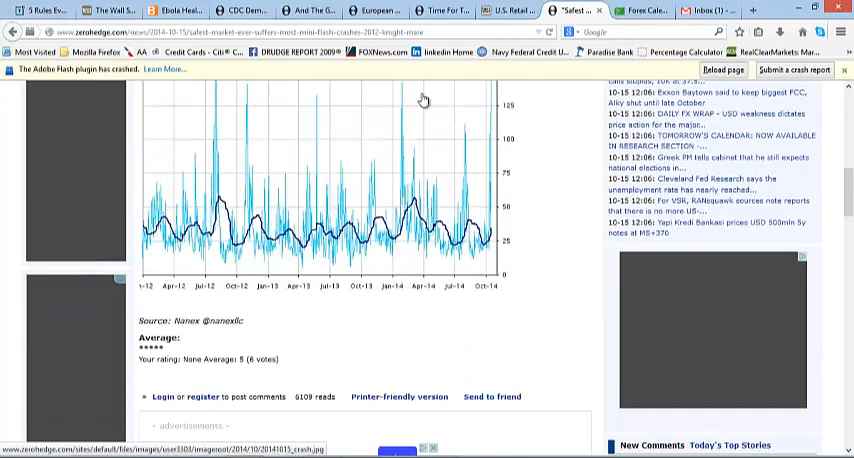 5 Rules Ev...
The Wall S...
Ebola Heal...
CDC Dem...
And The G...
European ...
Time For T...
U.S. Retail ...
"Safest ...
Forex Cale...
Inbox (1) - ...
www.zerohedge.com/news/2014-10-15/safest-market-ever-suffers-most-mini-flash-crashes-2012-knight-mare
Google
Most Visited
Mozilla Firefox
AA
Credit Cards - Citi® C...
DRUDGE REPORT 2009®
FOXNews.com
linkedin Home
Navy Federal Credit U...
Paradise Bank
Percentage Calculator
RealClearMarkets: Mar...
The Adobe Flash plugin has crashed. Learn More...
Reload page
Submit a crash report
125
100
75
50
25
0
-12 Apr-12 Jul-12 Oct-12 Jan-13 Apr-13 Jul-13 Oct-13 Jan-14 Apr-14 Jul-14 Oct-14
Source: Nanex @nanexllc
Average:
Your rating: None Average: 5 (6 votes)
» Login or register to post comments 6109 reads Printer-friendly version Send to friend
- advertisements -
10-15 12:06: Exxon Baytown said to keep biggest FCC,
Alky shut until late October
10-15 12:06: DAILY FX WRAP - USD weakness dictates
price action for the major...
10-15 12:06: TOMORROW'S CALENDAR: NOW AVAILABLE
IN RESEARCH SECTION -...
10-15 12:06: Greek PM tells cabinet that he still expects
national elections in...
10-15 12:06: Cleveland Fed Research says the
unemployment rate has nearly reached...
10-15 12:06: For VSR, RANsquawk sources note reports
that there is no more US-...
10-15 12:06: Yapi Kredi Bankasi prices USD 500mln 5y
notes at MS+370
New Comments Today's Top Stories
www.zerohedge.com/sites/default/files/images/user3303/imageroot/2014/10/20141015_crash.jpg